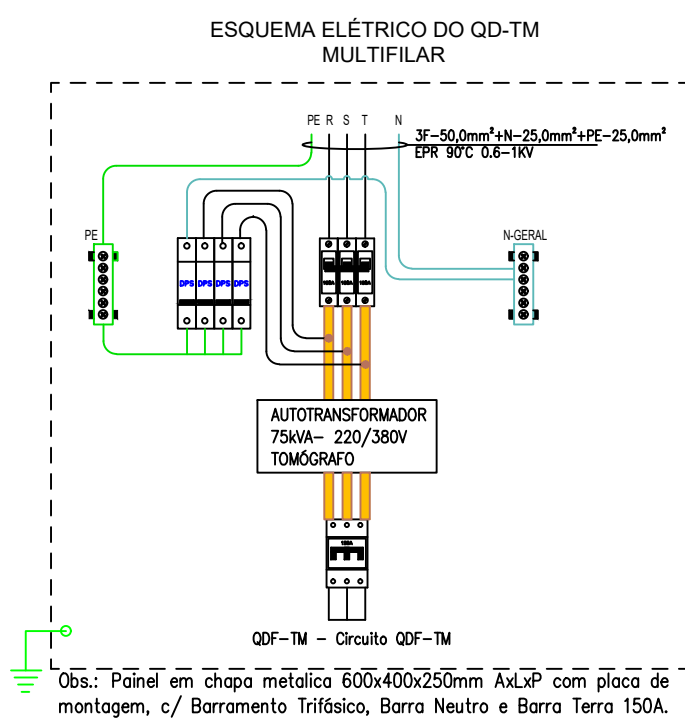 ESQUEMA ELÉTRICO DO QD-TM
MULTIFILAR
PE R S T N
3F-50,0mm²+N-25,0mm²+PE-25,0mm²
EPR 90°C 0.6-1KV
PE
N-GERAL
DPS DPS DPS DPS
AUTOTRANSFORMADOR
75kVA- 220/380V
TOMÓGRAFO
QDF-TM - Circuito QDF-TM
Obs.: Painel em chapa metalica 600x400x250mm AxLxP com placa de
montagem, c/ Barramento Trifásico, Barra Neutro e Barra Terra 150A.